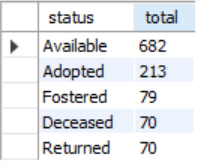 status total
Available 682
Adopted 213
Fostered 79
Deceased 70
Returned 70